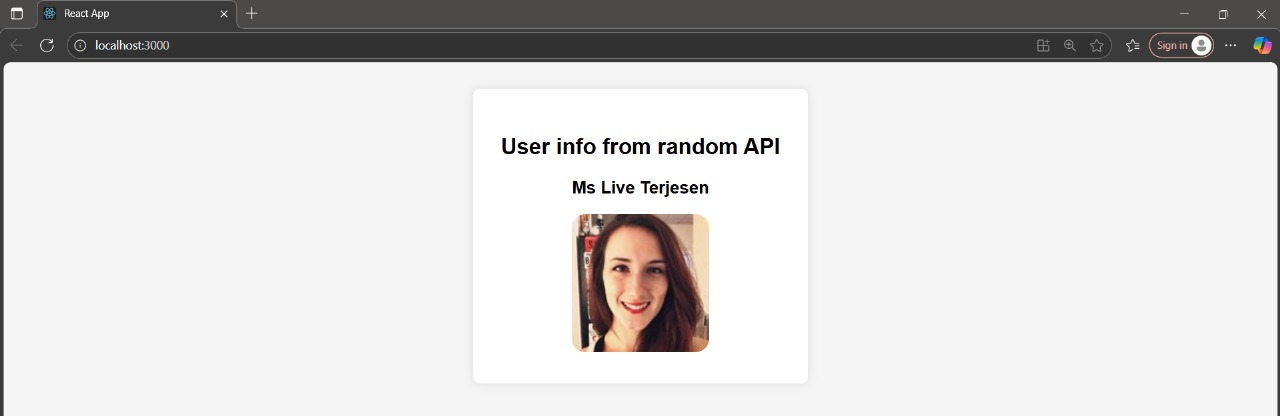 React App
localhost:3000
Sign in
User info from random API
Ms Live Terjesen